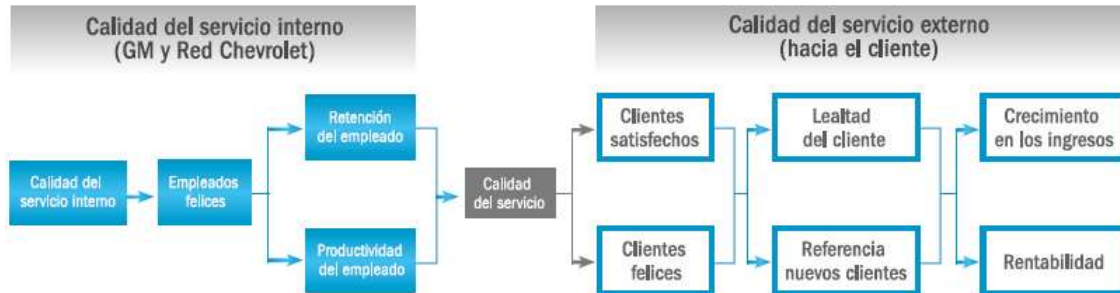 Calidad del servicio interno
(GM y Red Chevrolet)
Calidad del servicio externo
(hacia el cliente)
Calidad del
servicio interno
Empleados
felices
Retención
del empleado
Productividad
del empleado
Calidad
del servicio
Clientes
satisfechos
Clientes
felices
Lealtad
del cliente
Referencia
nuevos clientes
Crecimiento
en los ingresos
Rentabilidad